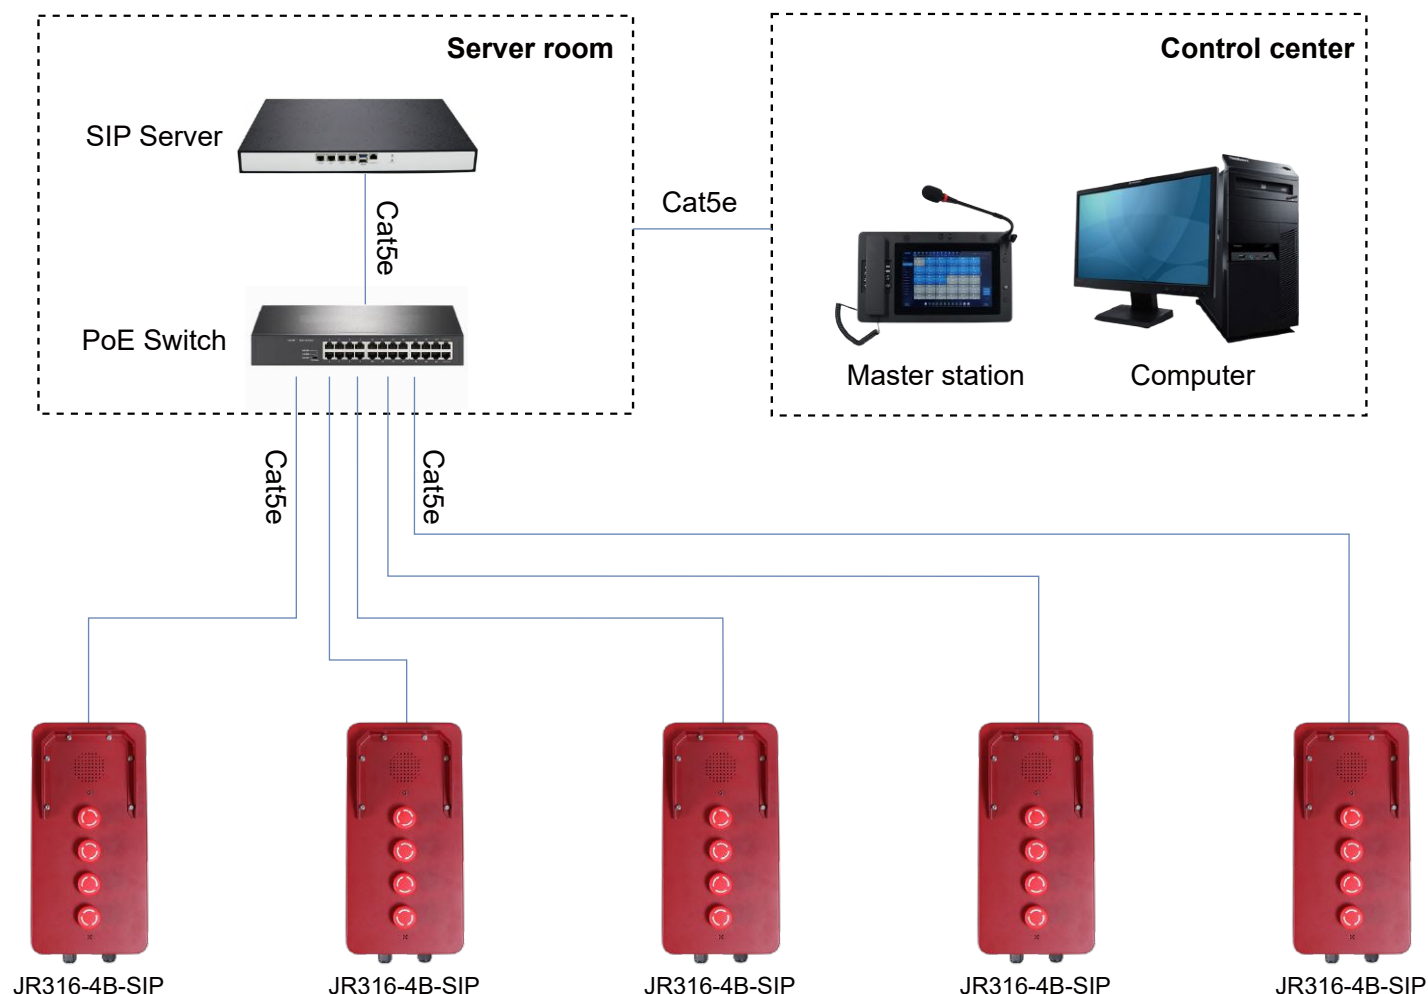 Server room
Control center
SIP Server
Cat5e
Cat5e
PoE Switch
Master station
Computer
Cat5e
Cat5e
JR316-4B-SIP
JR316-4B-SIP
JR316-4B-SIP
JR316-4B-SIP
JR316-4B-SIP